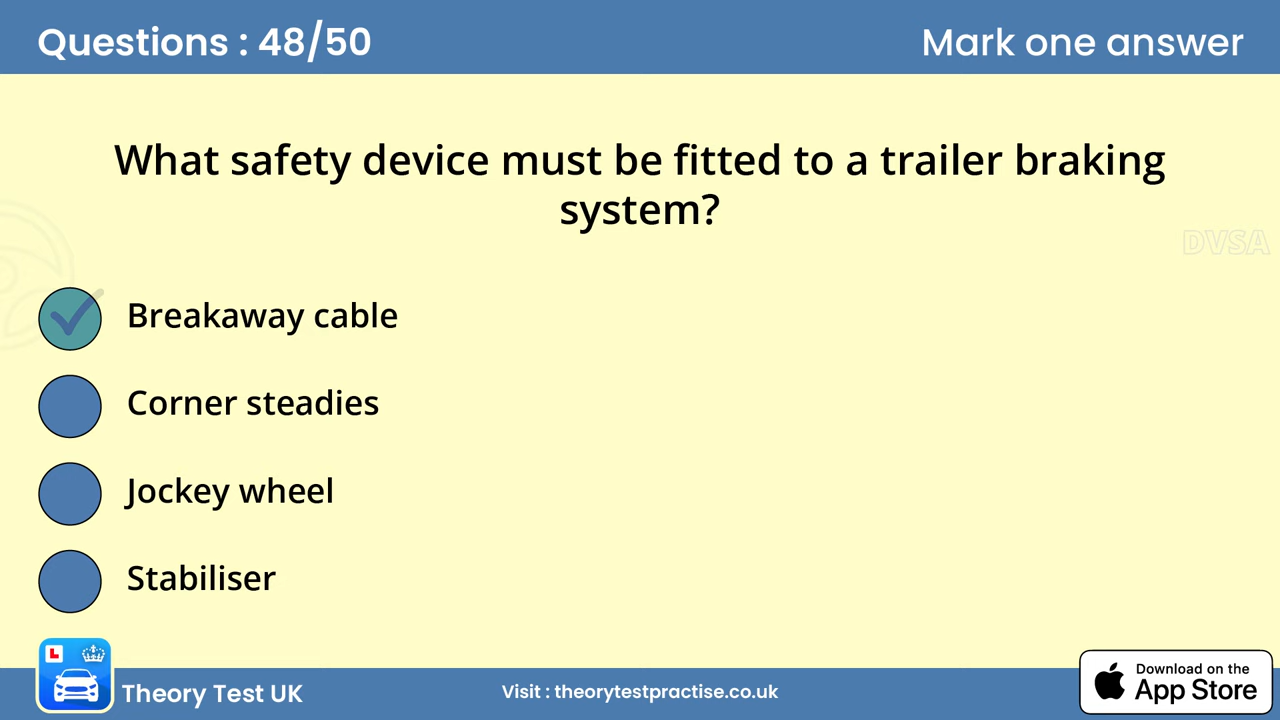 Questions : 48/50
Mark one answer
What safety device must be fitted to a trailer braking
system?
DVSA
Breakaway cable
Corner steadies
Jockey wheel
Stabiliser
L
Theory Test UK
Visit : theorytestpractise.co.uk
Download on the
App Store